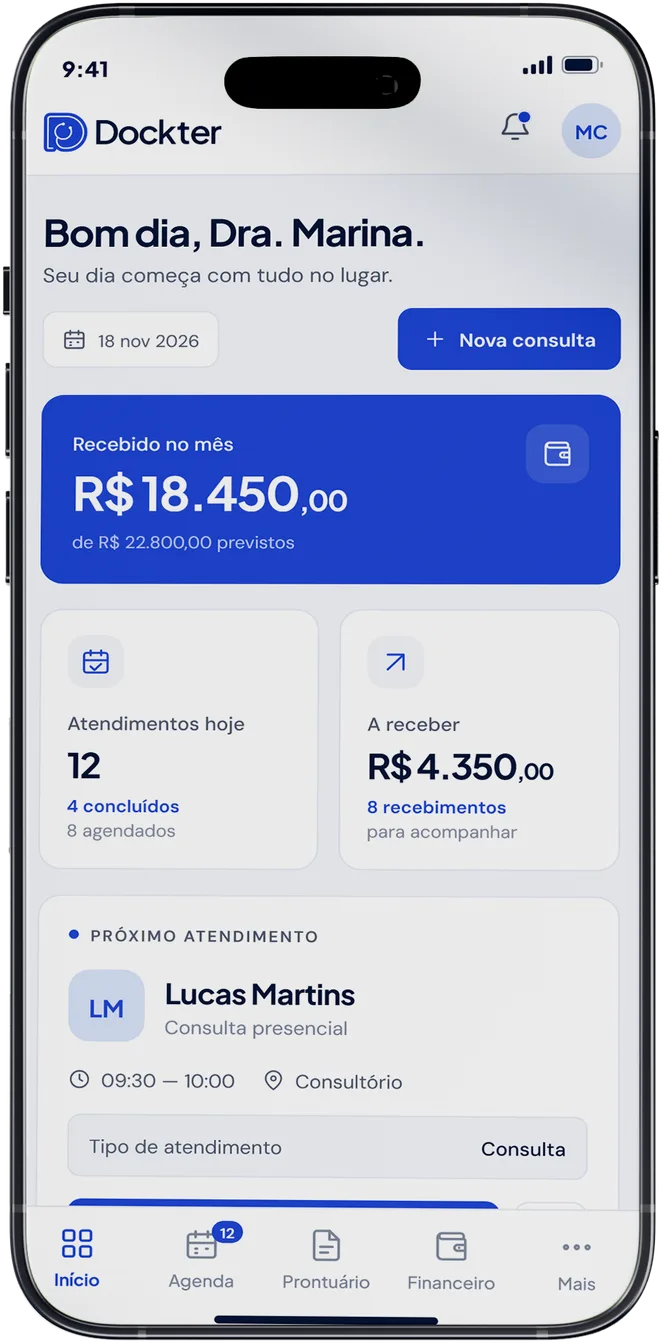 9:41
Dockter
MC
Bom dia, Dra. Marina.
Seu dia começa com tudo no lugar.
18 nov 2026
+ Nova consulta
Recebido no mês
R$ 18.450,00
de R$ 22.800,00 previstos
Atendimentos hoje
12
4 concluídos
8 agendados
A receber
R$ 4.350,00
8 recebimentos
para acompanhar
PRÓXIMO ATENDIMENTO
LM
Lucas Martins
Consulta presencial
09:30 — 10:00
Consultório
Tipo de atendimento
Consulta
12
Início
Agenda
Prontuário
Financeiro
Mais